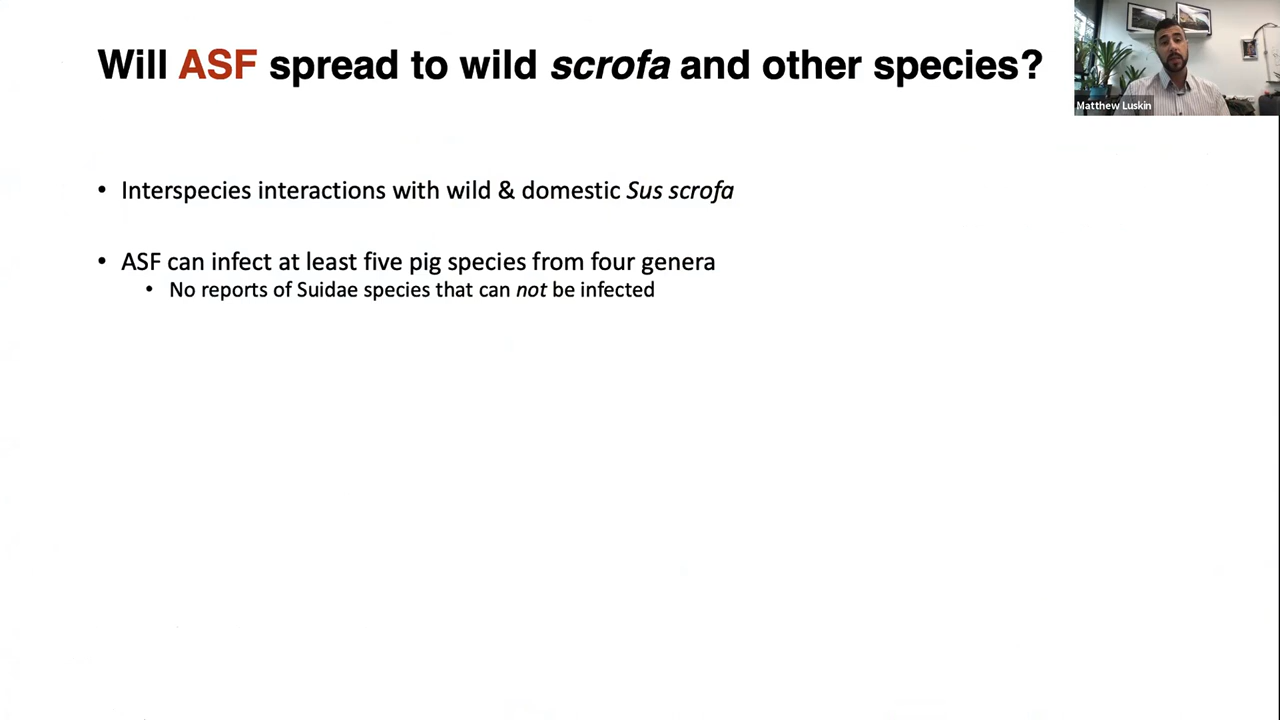 Will ASF spread to wild scrofa and other species?
Matthew Luskin
• Interspecies interactions with wild & domestic Sus scrofa
• ASF can infect at least five pig species from four genera
• No reports of Suidae species that can not be infected